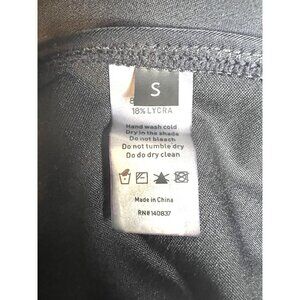 S
18% LYCRA
Hand wash cold
Dry in the shade
Do not bleach
Do not tumble dry
Do do dry clean
Made in China
RN# 140837